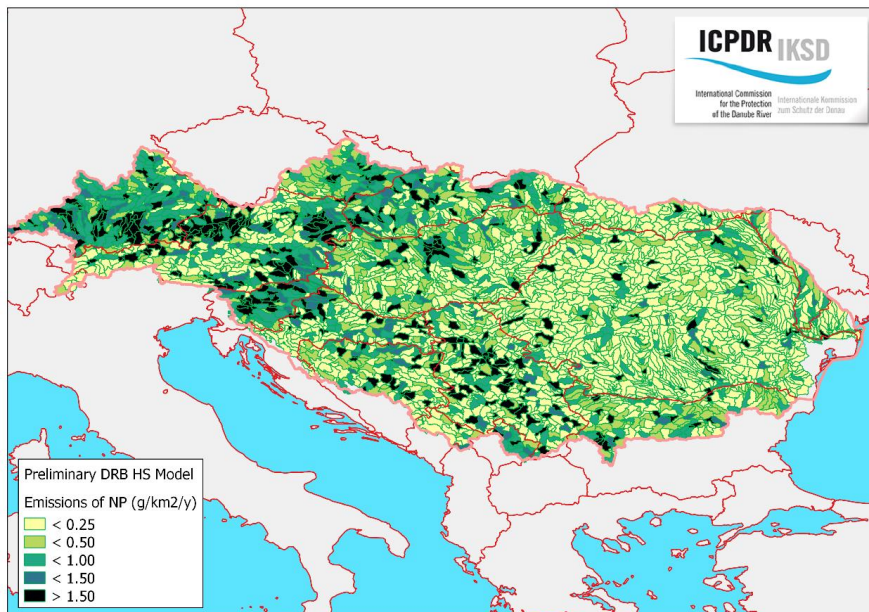 ICPDR IKSD
International Commission
for the Protection
of the Danube River
Internationale Kommission
zum Schutz der Donau
Preliminary DRB HS Model
Emissions of NP (g/km2/y)
< 0.25
< 0.50
< 1.00
< 1.50
> 1.50